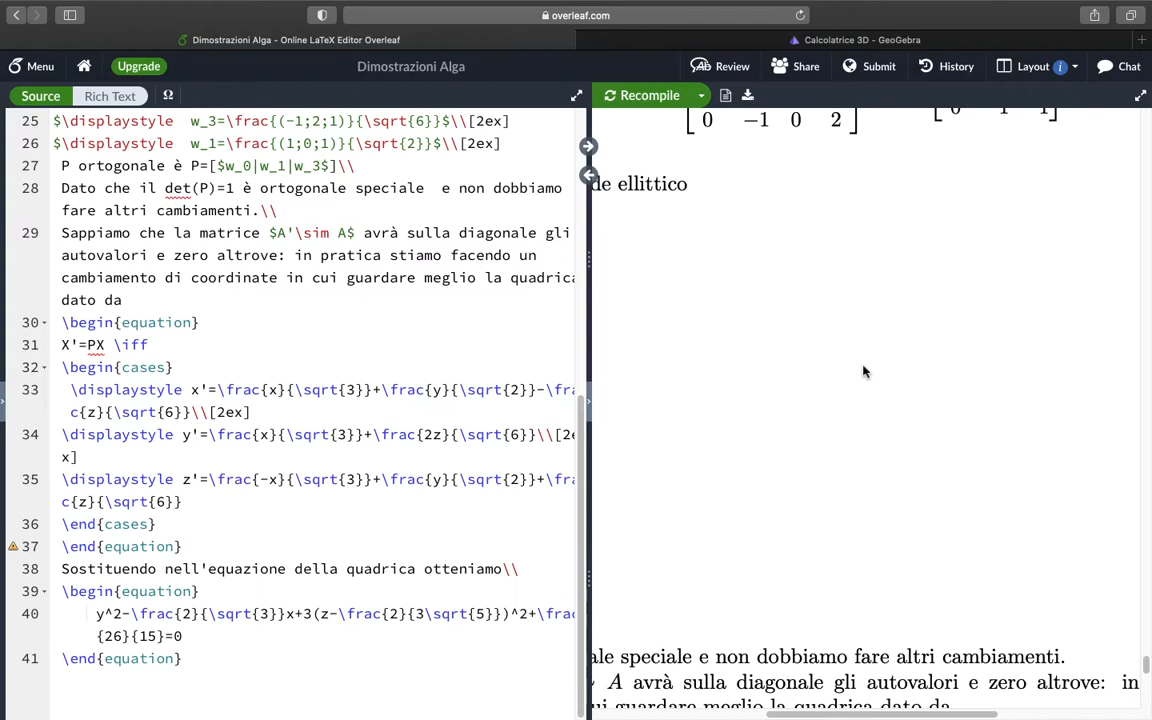 overleaf.com
Dimostrazioni Alga - Online LaTeX Editor Overleaf
Calcolatrice 3D - GeoGebra
Menu
Upgrade
Dimostrazioni Alga
Review
Share
Submit
History
Layout
Chat
Source
Rich Text
Ω
Recompile
25 $\displaystyle w_3=\frac{(-1;2;1)}{\sqrt{6}}$\\[2ex]
26 $\displaystyle w_1=\frac{(1;0;1)}{\sqrt{2}}$\\[2ex]
27 P ortogonale è P=[$w_0|w_1|w_3$]\\
28 Dato che il det(P)=1 è ortogonale speciale e non dobbiamo
fare altri cambiamenti.\\
29 Sappiamo che la matrice $A'\sim A$ avrà sulla diagonale gli
autovalori e zero altrove: in pratica stiamo facendo un
cambiamento di coordinate in cui guardare meglio la quadrica
dato da
30 \begin{equation}
31 X'=PX \iff
32 \begin{cases}
33 \displaystyle x'=\frac{x}{\sqrt{3}}+\frac{y}{\sqrt{2}}-\fra
c{z}{\sqrt{6}}\\[2ex]
34 \displaystyle y'=\frac{x}{\sqrt{3}}+\frac{2z}{\sqrt{6}}\\[2e
x]
35 \displaystyle z'=\frac{-x}{\sqrt{3}}+\frac{y}{\sqrt{2}}+\fra
c{z}{\sqrt{6}}
36 \end{cases}
37 \end{equation}
38 Sostituendo nell'equazione della quadrica otteniamo\\
39 \begin{equation}
40 y^2-\frac{2}{\sqrt{3}}x+3(z-\frac{2}{3\sqrt{5}})^2+\frac
{26}{15}=0
41 \end{equation}
0 −1 0 2
de ellittico
ale speciale e non dobbiamo fare altri cambiamenti.
A avrà sulla diagonale gli autovalori e zero altrove: in
cui guardare meglio la quadrica dato da